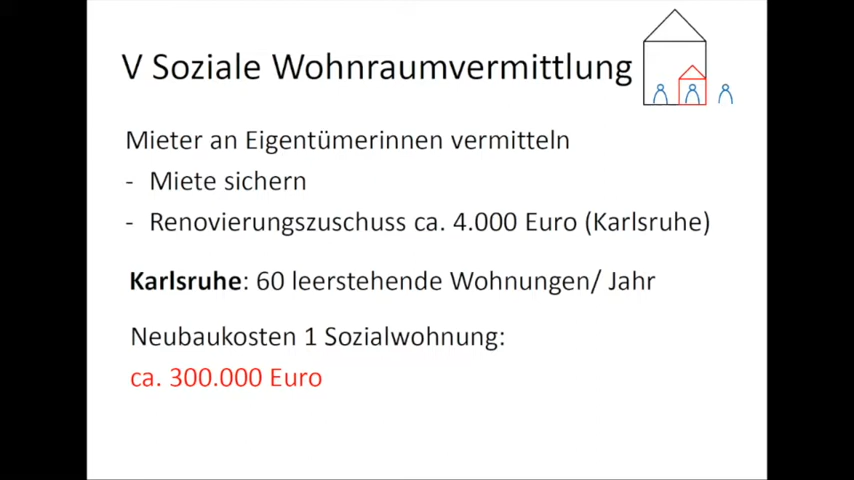 V Soziale Wohnraumvermittlung
Mieter an Eigentümerinnen vermitteln
- Miete sichern
- Renovierungszuschuss ca. 4.000 Euro (Karlsruhe)
Karlsruhe: 60 leerstehende Wohnungen/ Jahr
Neubaukosten 1 Sozialwohnung:
ca. 300.000 Euro